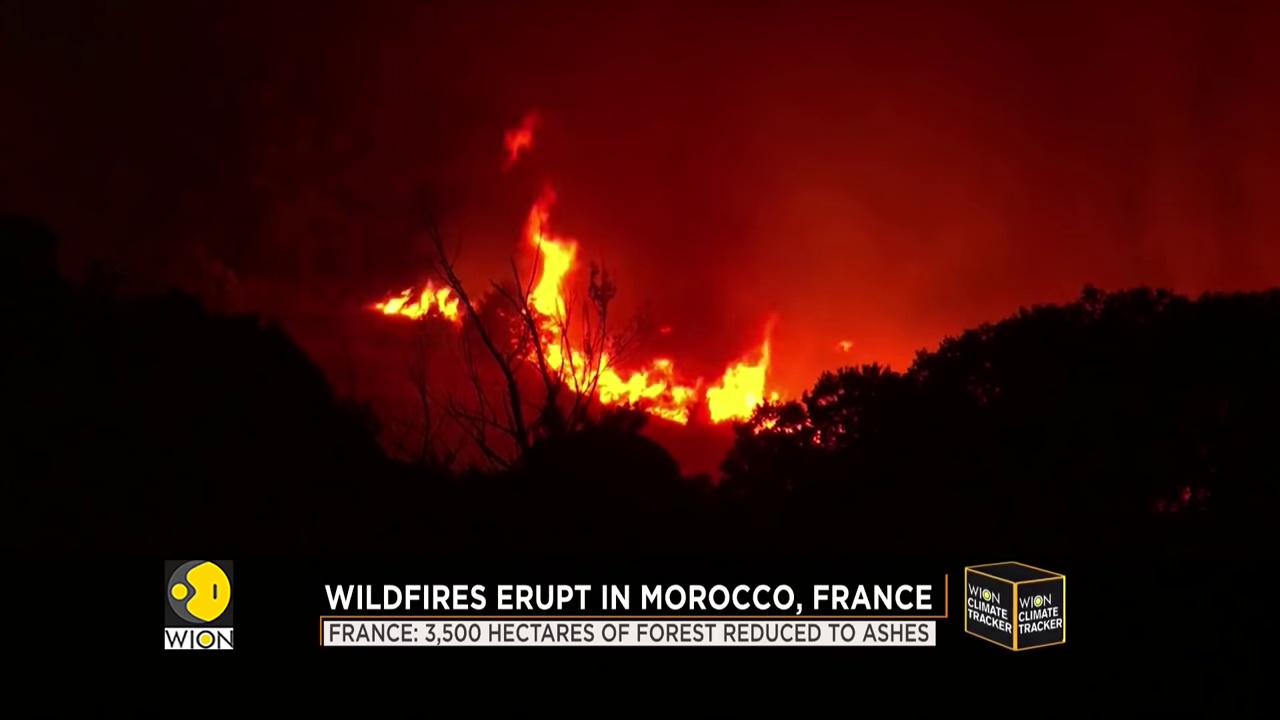 WILDFIRES ERUPT IN MOROCCO, FRANCE
FRANCE: 3,500 HECTARES OF FOREST REDUCED TO ASHES
WION
WION
CLIMATE
TRACKER
WION
CLIMATE
TRACKER